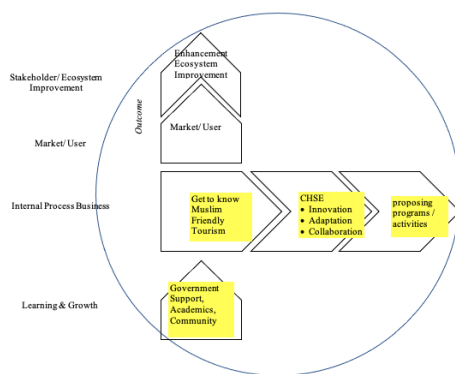 Stakeholder/ Ecosystem
Improvement
Enhancement
Ecosystem
Improvement
Outcome
Market/ User
Market/ User
Internal Process Business
Get to know
Muslim
Friendly
Tourism
CHSE
• Innovation
• Adaptation
• Collaboration
proposing
programs /
activities
Learning & Growth
Government
Support,
Academics,
Community